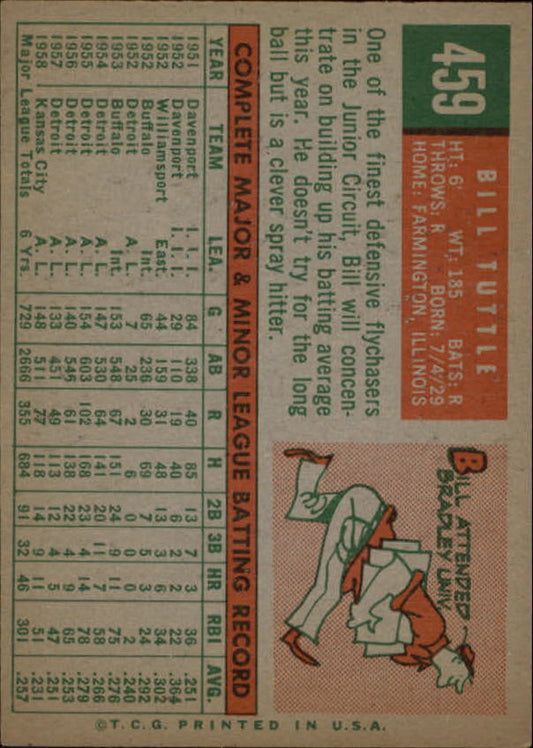 459
BILL TUTTLE
HT: 6' WT: 185 BATS: R
THROWS: R BORN: 7/4/29
HOME: FARMINGTON, ILLINOIS
One of the finest defensive flychasers
in the Junior Circuit, Bill will concen-
trate on building up his batting average
this year. He doesn't try for the long
ball but is a clever spray hitter.
BILL ATTENDED
BRADLEY UNIV.
COMPLETE MAJOR & MINOR LEAGUE BATTING RECORD
YEAR TEAM LEA. G AB R H 2B 3B HR RBI AVG.
1951 Davenport I. I. I. 84 338 40 85 13 7 3 36 .251
1952 Davenport I. I. I. 29 110 19 40 6 2 2 22 .364
1952 Williamsport East. 44 159 31 48 13 3 6 34 .302
1952 Buffalo Int. 65 236 30 69 7 5 3 24 .292
1952 Detroit A. L. 7 25 2 6 0 0 0 2 .240
1953 Buffalo Int. 153 548 67 151 24 9 11 75 .276
1954 Detroit A. L. 147 530 64 141 20 11 7 58 .266
1955 Detroit A. L. 154 603 102 168 23 4 14 78 .279
1956 Detroit A. L. 140 546 61 138 22 4 9 65 .253
1957 Detroit A. L. 133 451 49 113 12 4 5 47 .251
1958 Kansas City A. L. 148 511 77 118 14 9 11 51 .231
Major League Totals 6 Yrs. 729 2666 355 684 91 32 46 301 .257
©T.C.G. PRINTED IN U.S.A.